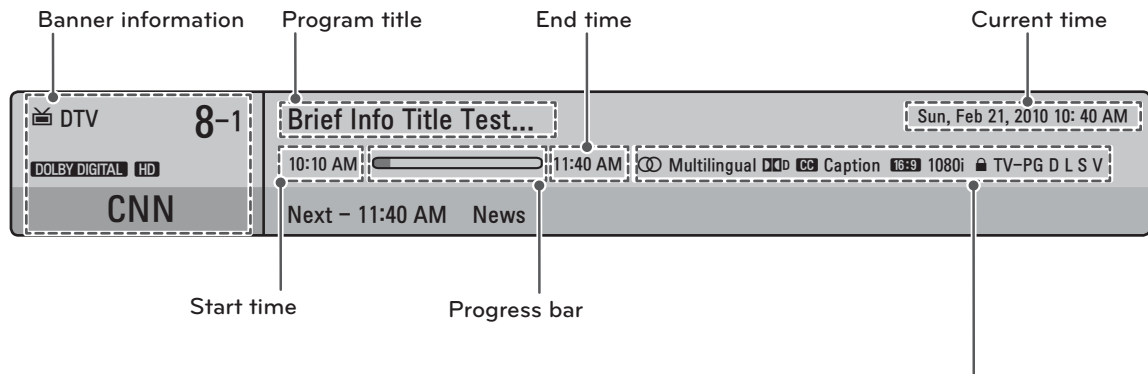 Banner information Program title End time Current time
DTV 8-1 Brief Info Title Test... Sun, Feb 21, 2010 10: 40 AM
DOLBY DIGITAL HD 10:10 AM 11:40 AM Multilingual D CC Caption 16:9 1080i TV-PG D L S V
CNN Next - 11:40 AM News
Start time Progress bar